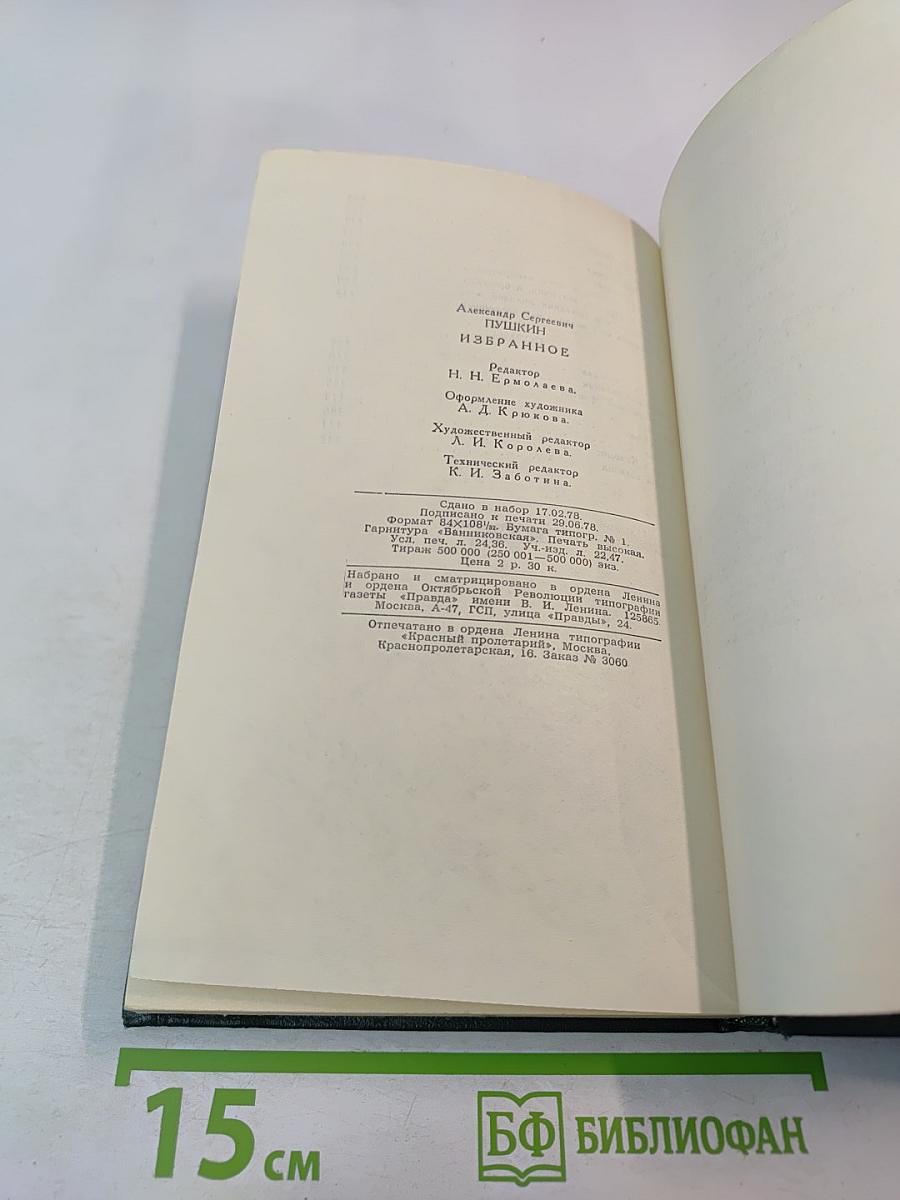 Александр Сергеевич
ПУШКИН
ИЗБРАННОЕ
Редактор
Н. Н. Ермолаева.
Оформление художника
А. Д. Крюкова.
Художественный редактор
Л. И. Королева.
Технический редактор
К. И. Заботина.
Сдано в набор 17.02.78.
Подписано к печати 29.06.78.
Формат 84×108¹/₃₂. Бумага типогр. № 1.
Гарнитура «Банниковская». Печать высокая.
Усл. печ. л. 24,36. Уч.-изд. л. 22,47.
Тираж 500 000 (250 001—500 000) экз.
Цена 2 р. 30 к.
Набрано и сматрицировано в ордена Ленина
и ордена Октябрьской Революции типографии
газеты «Правда» имени В. И. Ленина. 125865.
Москва, А-47, ГСП, улица «Правды», 24.
Отпечатано в ордена Ленина типографии
«Красный пролетарий», Москва,
Краснопролетарская, 16. Заказ № 3060
15 см
БФ БИБЛИОФАН